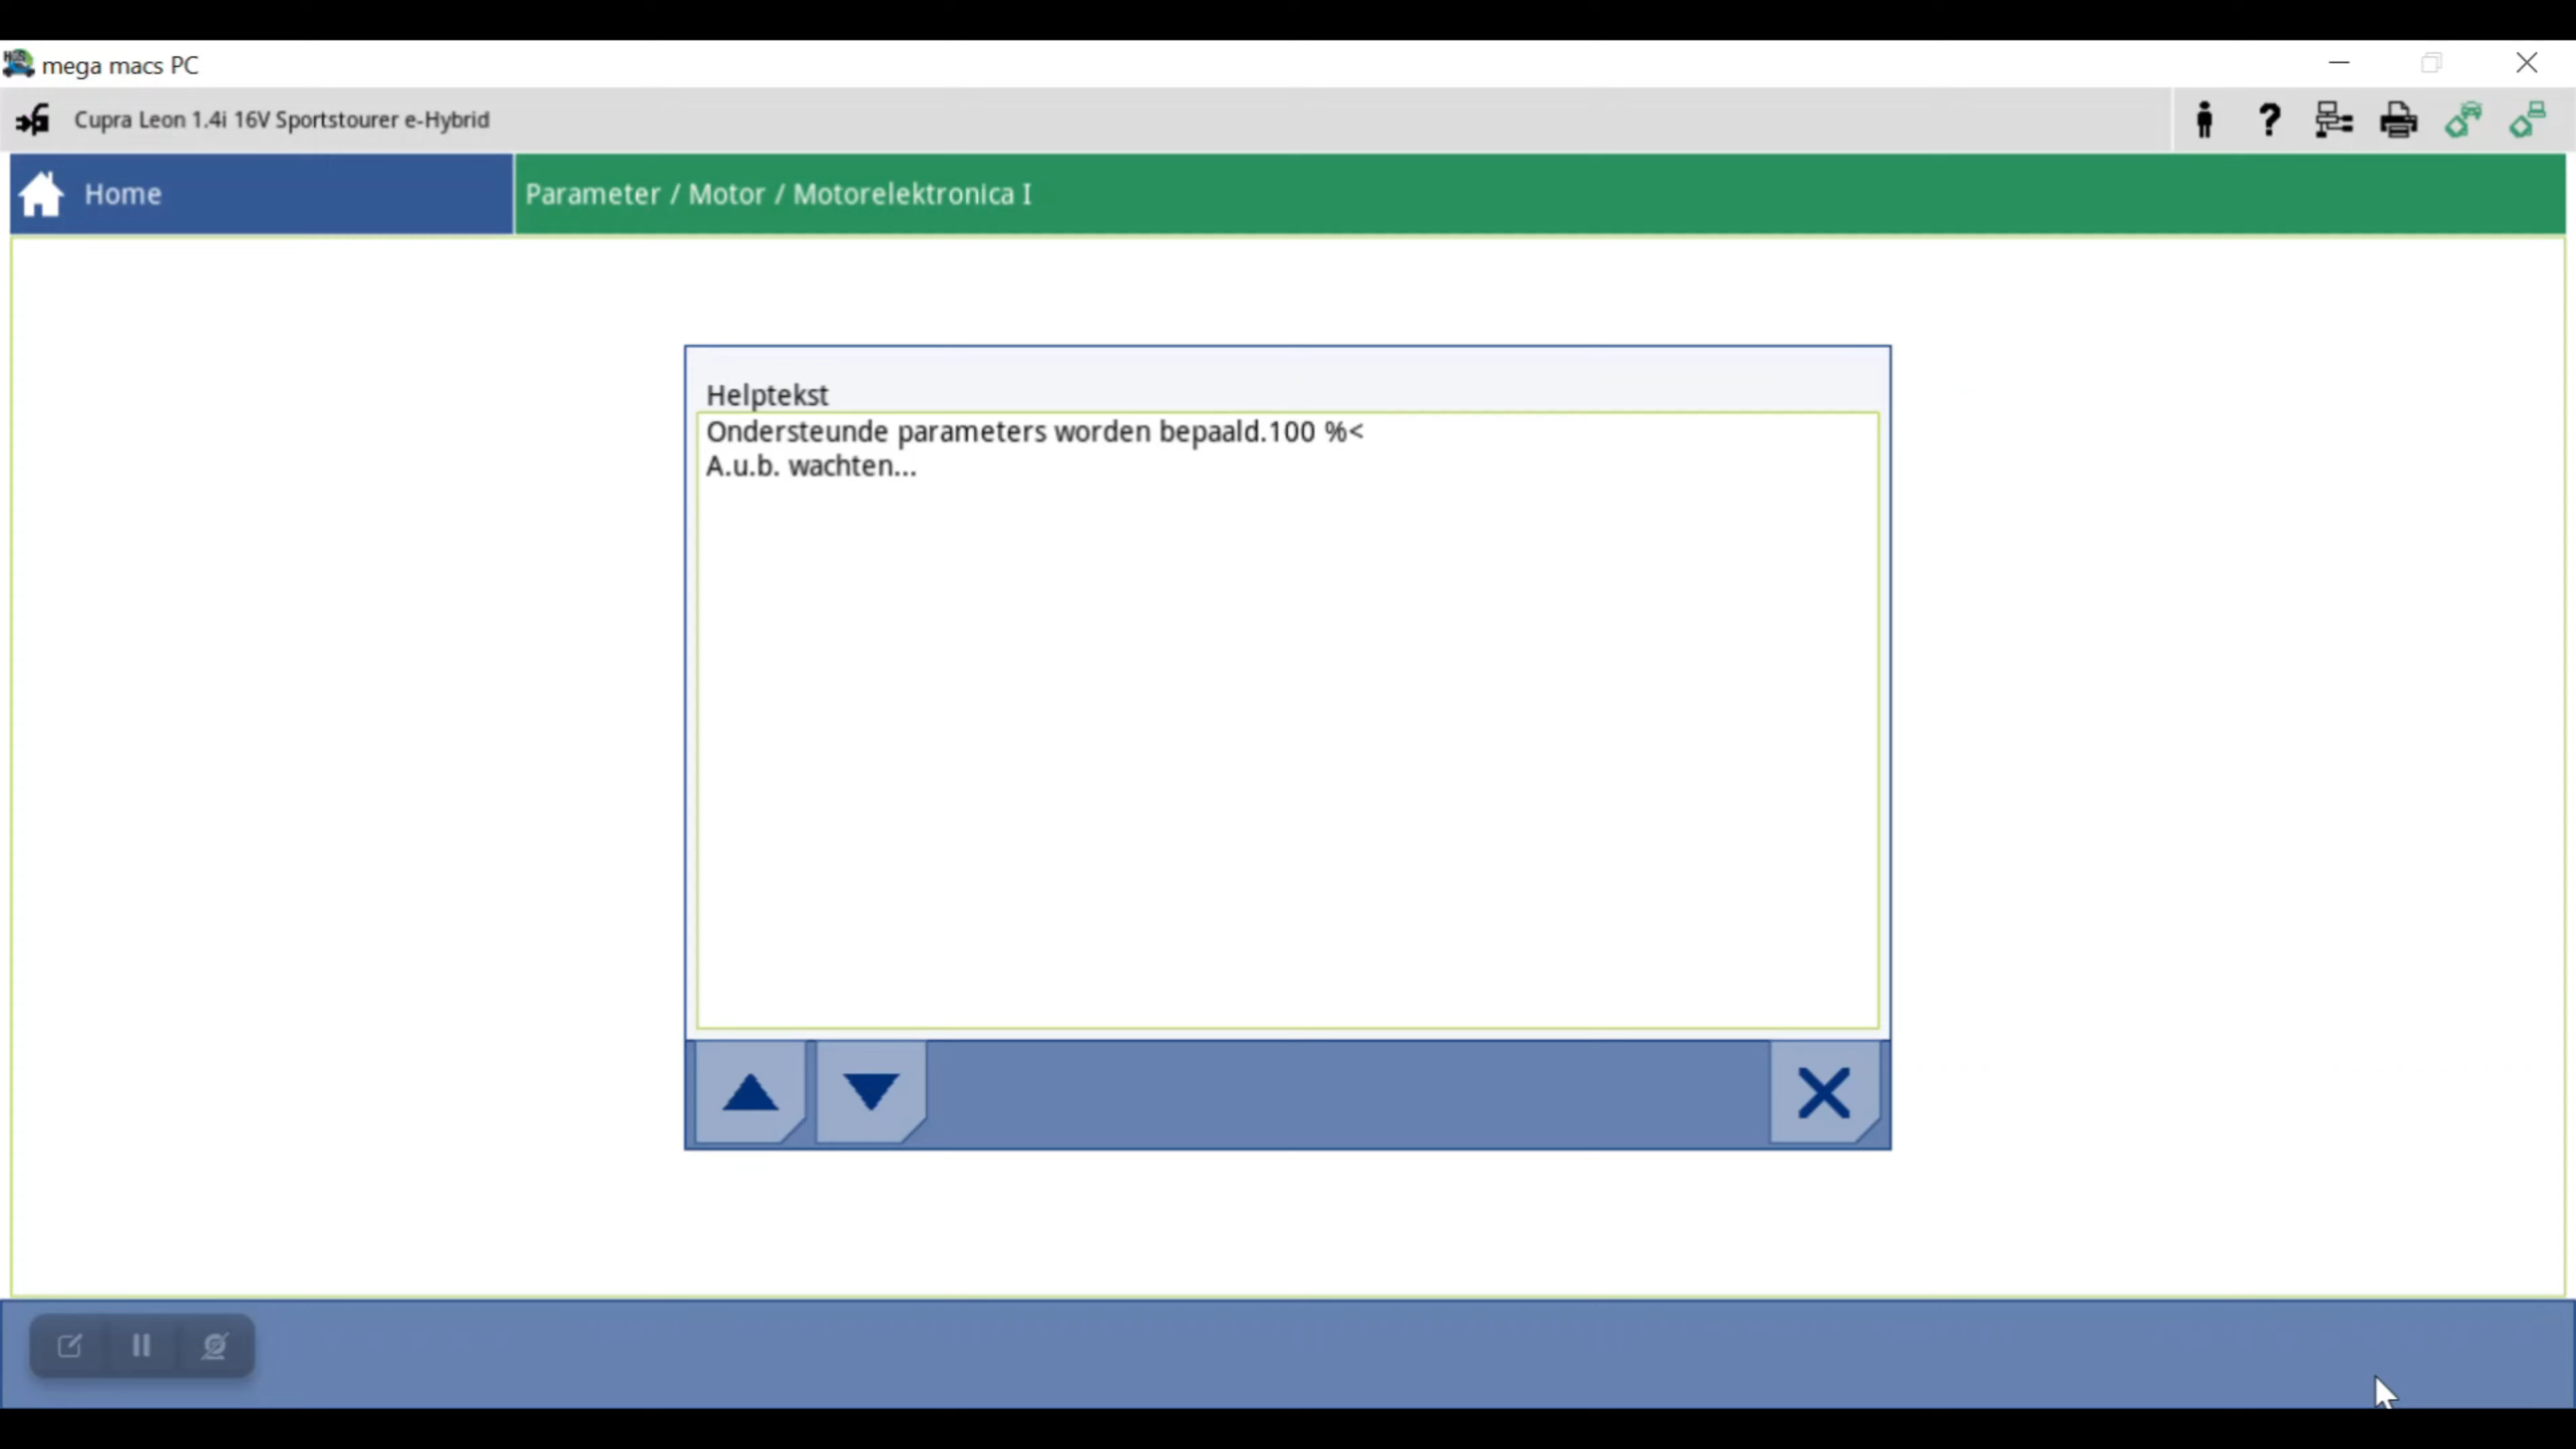 mega macs PC
Cupra Leon 1.4i 16V Sportstourer e-Hybrid
?
Home
Parameter / Motor / Motorelektronica I
Helptekst
Ondersteunde parameters worden bepaald.100 %<
A.u.b. wachten...